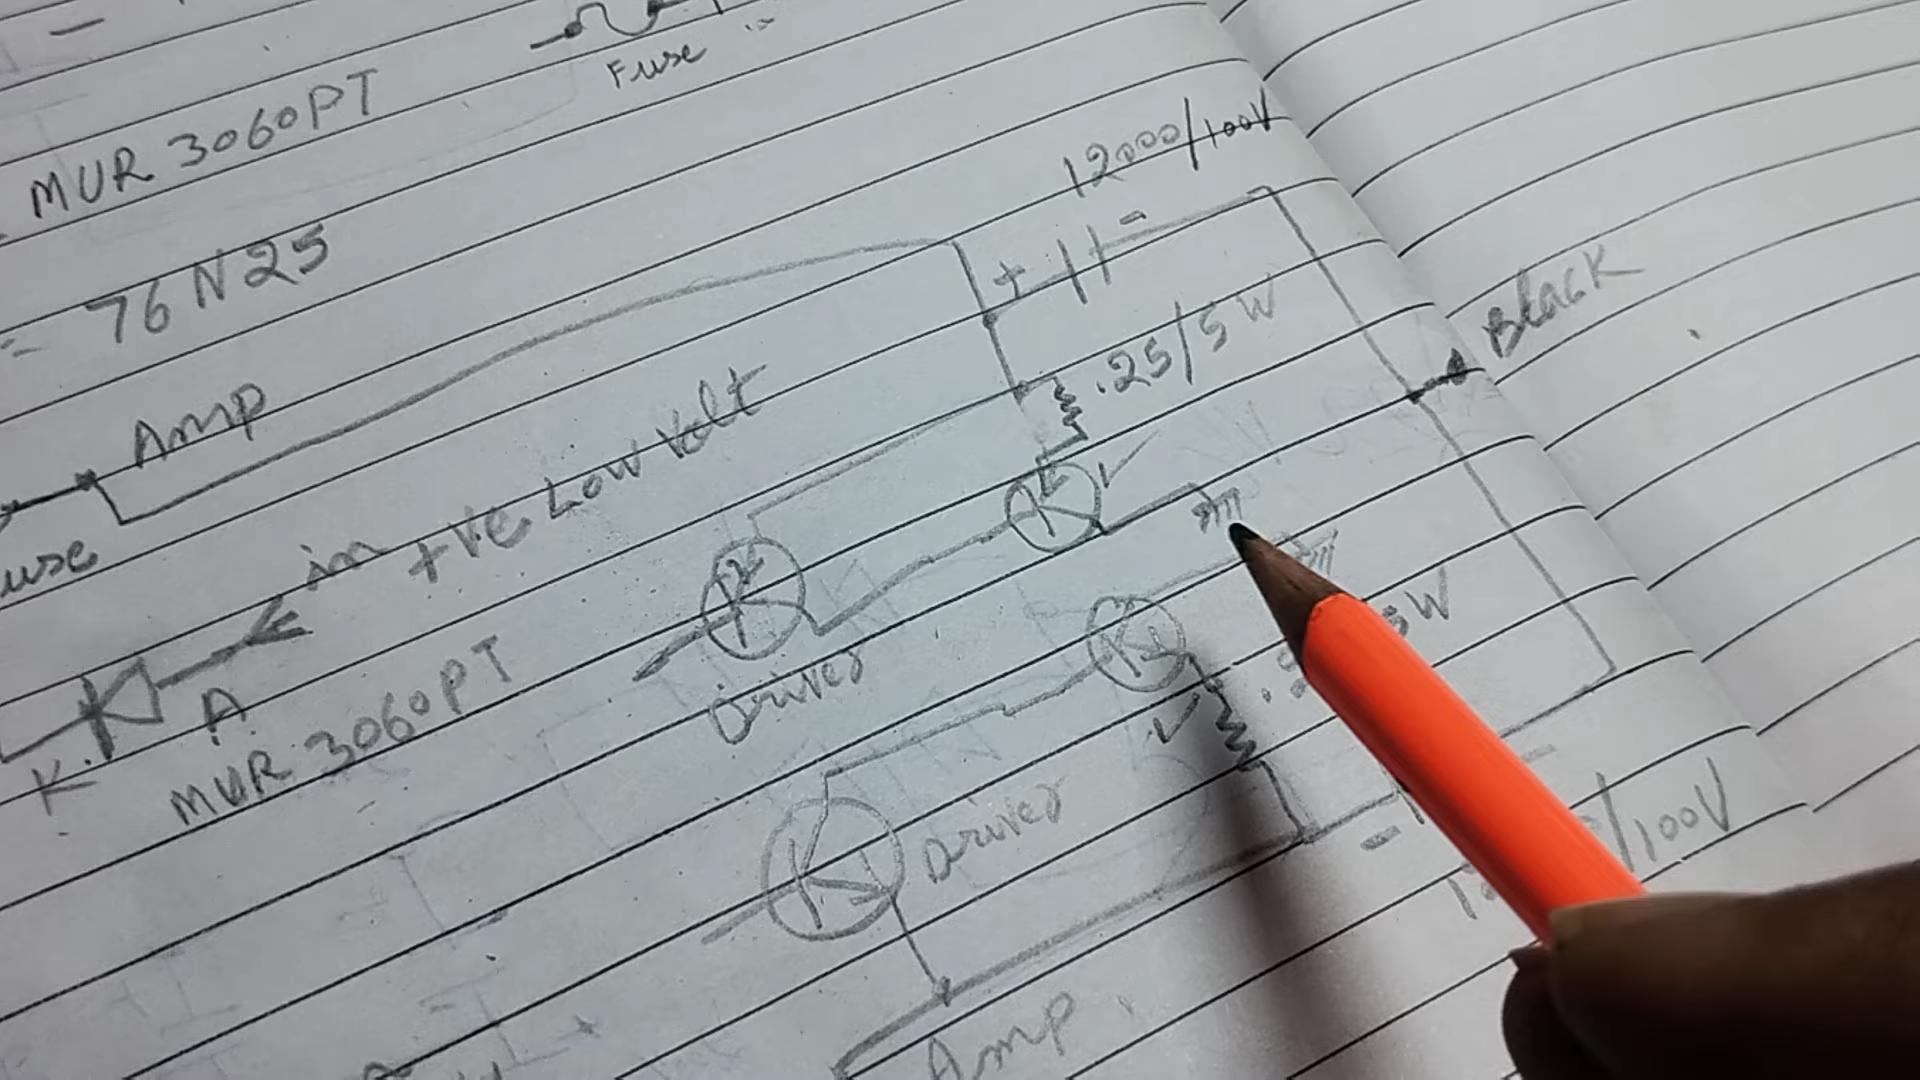 Fuse
MUR 3060PT
12000/100V
= 76N25
Black
Amp
.25/5W
in +ve Low Volt
A
K
MUR 3060PT
Driver
5W
Driver
/100V
Amp